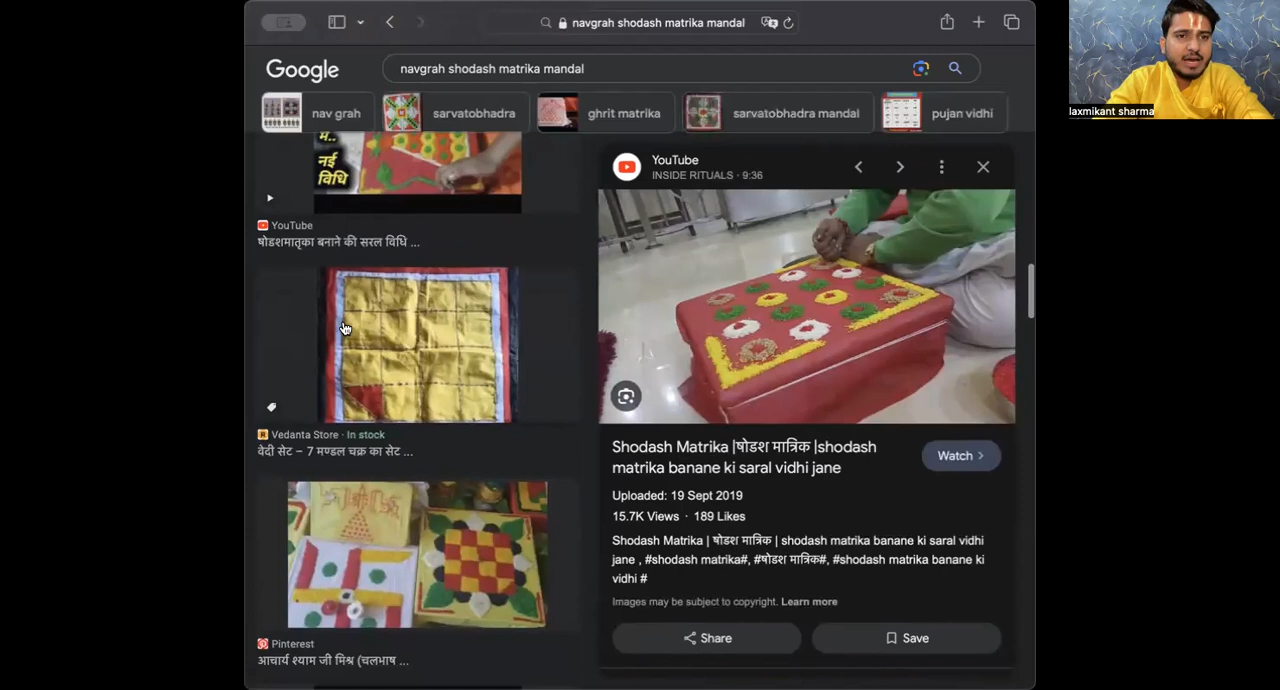 navgrah shodash matrika mandal
Google
navgrah shodash matrika mandal
nav grah
sarvatobhadra
ghrit matrika
sarvatobhadra mandal
pujan vidhi
laxmikant sharma
में..
नई
विधि
YouTube
षोडशमातृका बनाने की सरल विधि ...
Vedanta Store · In stock
वेदी सेट – 7 मण्डल चक्र का सेट ...
Pinterest
आचार्य श्याम जी मिश्र (चलभाष ...
YouTube
INSIDE RITUALS · 9:36
Shodash Matrika |षोडश मात्रिक |shodash
matrika banane ki saral vidhi jane
Watch
Uploaded: 19 Sept 2019
15.7K Views · 189 Likes
Shodash Matrika | षोडश मात्रिक | shodash matrika banane ki saral vidhi
jane , #shodash matrika#, #षोडश मात्रिक#, #shodash matrika banane ki
vidhi #
Images may be subject to copyright. Learn more
Share
Save